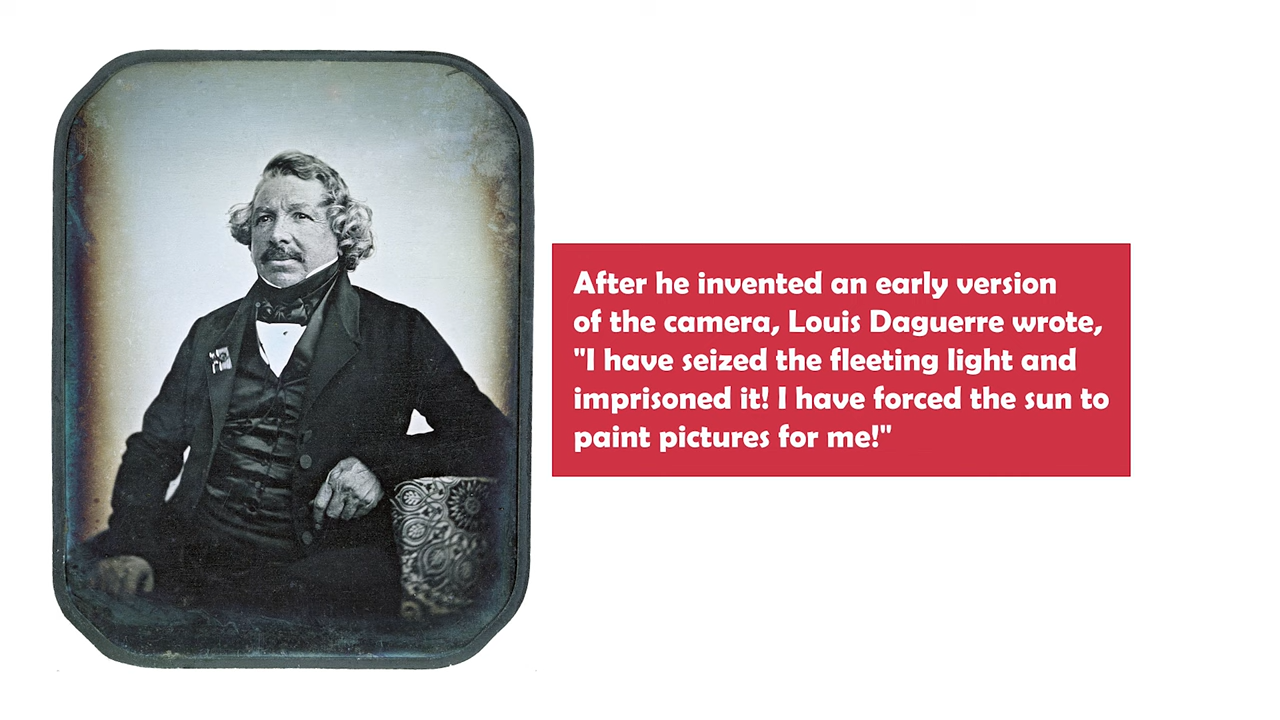 After he invented an early version
of the camera, Louis Daguerre wrote,
"I have seized the fleeting light and
imprisoned it! I have forced the sun to
paint pictures for me!"